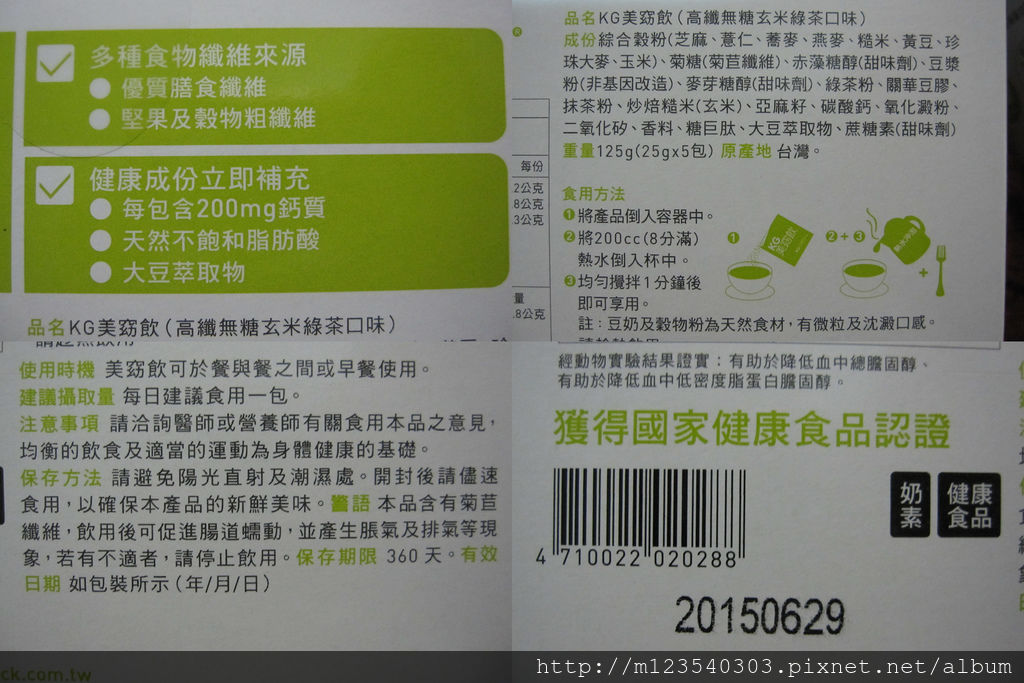 多種食物纖維來源
優質膳食纖維
堅果及穀物粗纖維
健康成份立即補充
每包含200mg鈣質
天然不飽和脂肪酸
大豆萃取物
品名KG美窈飲（高纖無糖玄米綠茶口味）
®
每份
2公克
8公克
.3公克
量
.8公克
品名KG美窈飲（高纖無糖玄米綠茶口味）
成份綜合穀粉(芝麻、薏仁、蕎麥、燕麥、糙米、黃豆、珍
珠大麥、玉米)、菊糖(菊苣纖維)、赤藻糖醇(甜味劑)、豆漿
粉(非基因改造)、麥芽糖醇(甜味劑)、綠茶粉、關華豆膠、
抹茶粉、炒焙糙米(玄米)、亞麻籽、碳酸鈣、氧化澱粉、
二氧化矽、香料、糖巨肽、大豆萃取物、蔗糖素(甜味劑)
重量125g(25gx5包) 原產地 台灣。
食用方法
1 將產品倒入容器中。
2 將200cc(8分滿)
熱水倒入杯中。
3 均勻攪拌1分鐘後
即可享用。
註：豆奶及穀物粉為天然食材，有微粒及沈澱口感。
1
KG
美窈飲
2+3
+
使用時機 美窈飲可於餐與餐之間或早餐使用。
建議攝取量 每日建議食用一包。
注意事項 請洽詢醫師或營養師有關食用本品之意見，
均衡的飲食及適當的運動為身體健康的基礎。
保存方法 請避免陽光直射及潮濕處。開封後請儘速
食用，以確保本產品的新鮮美味。警語 本品含有菊苣
纖維，飲用後可促進腸道蠕動，並產生脹氣及排氣等現
象，若有不適者，請停止飲用。保存期限 360 天。有效
日期 如包裝所示（年/月/日）
ck.com.tw
經動物實驗結果證實：有助於降低血中總膽固醇、
有助於降低血中低密度脂蛋白膽固醇。
獲得國家健康食品認證
奶素
健康食品
4 710022 020288
20150629
http://m123540303.pixnet.net/album